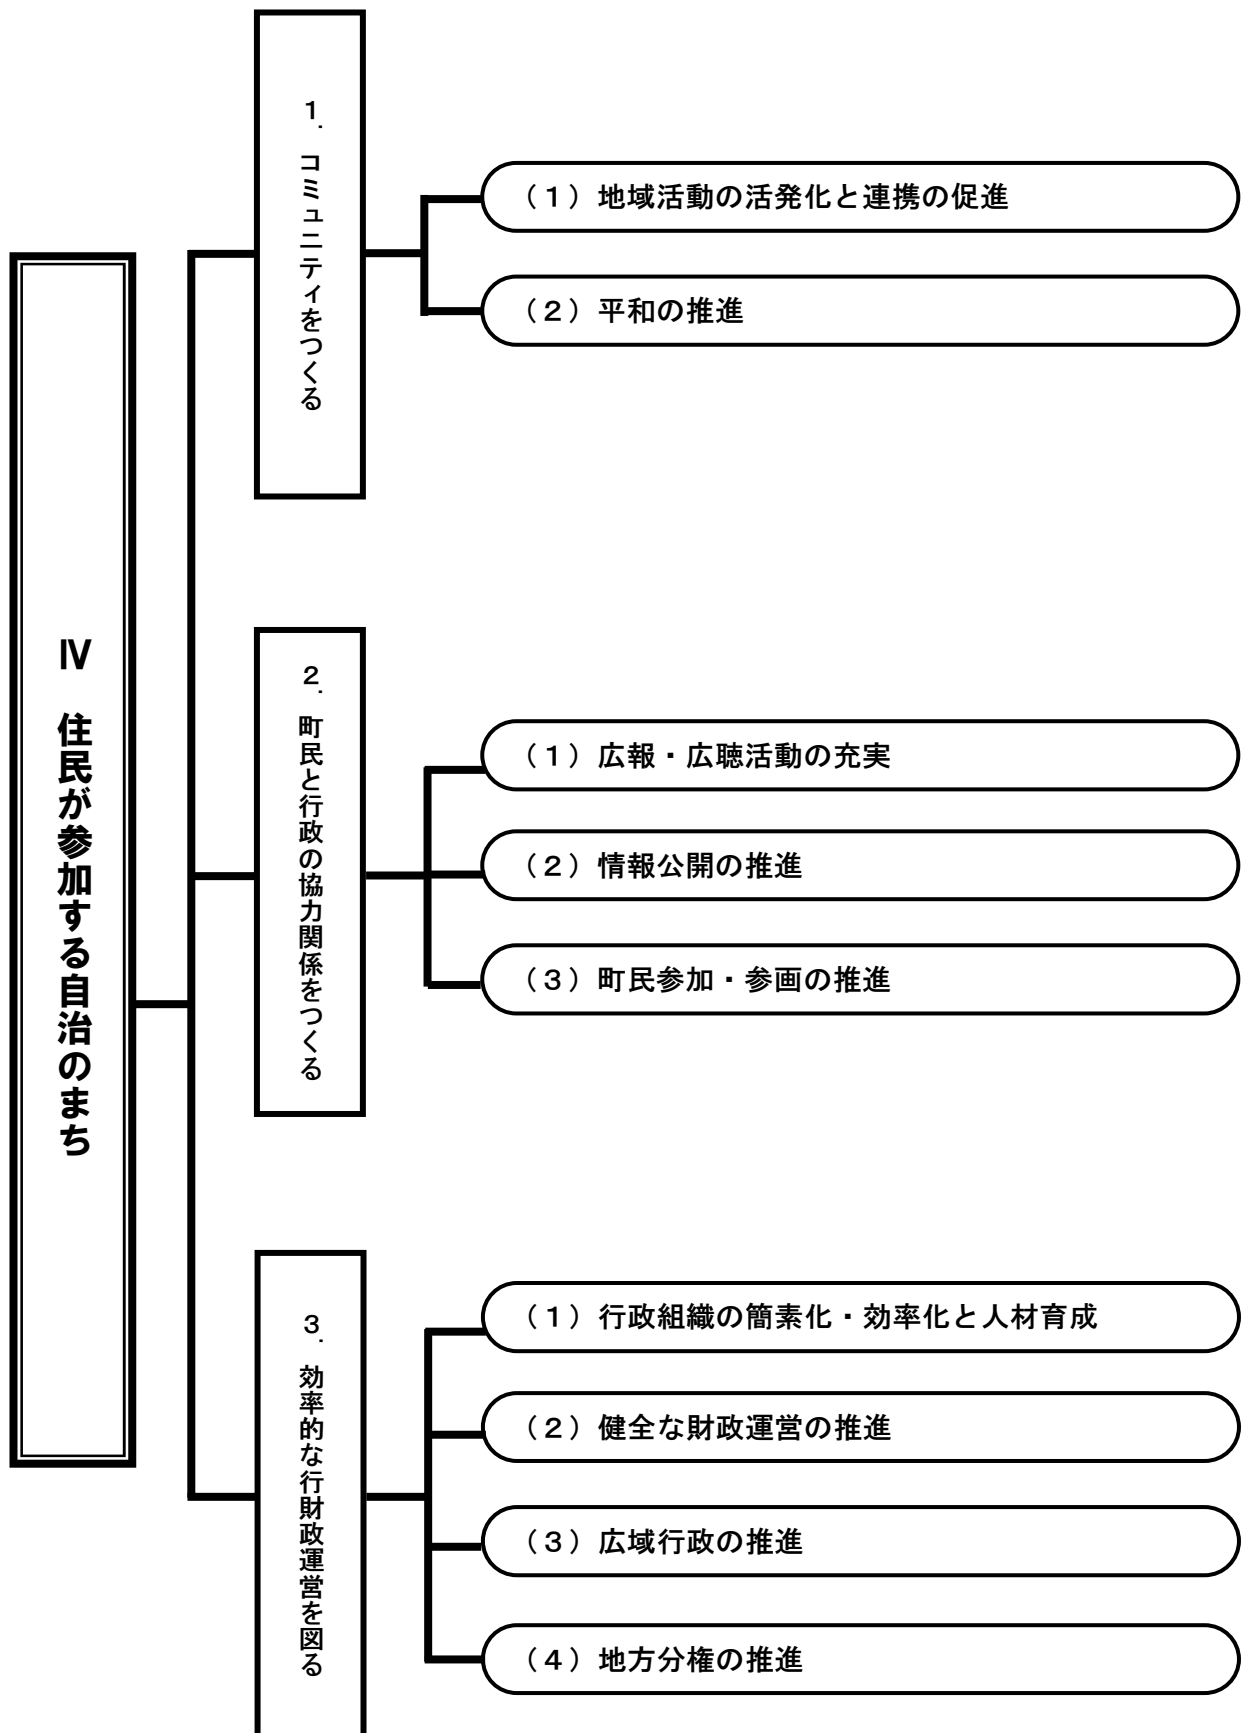 Ⅳ 住民が参加する自治のまち
1. コミュニティをつくる
（１）地域活動の活発化と連携の促進
（２）平和の推進
2. 町民と行政の協力関係をつくる
（１）広報・広聴活動の充実
（２）情報公開の推進
（３）町民参加・参画の推進
3. 効率的な行財政運営を図る
（１）行政組織の簡素化・効率化と人材育成
（２）健全な財政運営の推進
（３）広域行政の推進
（４）地方分権の推進